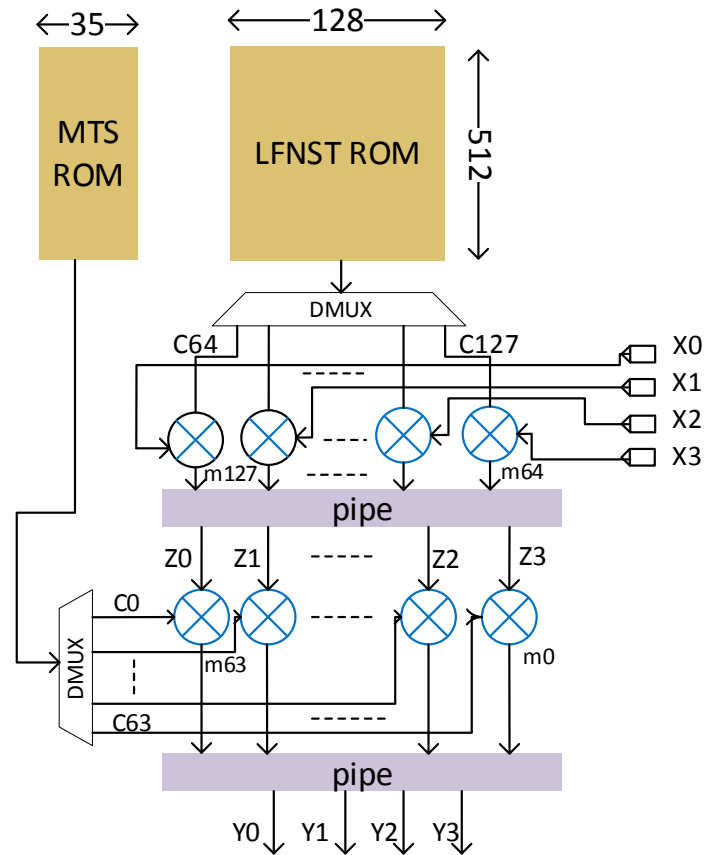 35
128
MTS
ROM
LFNST ROM
512
DMUX
C64
C127
X0
X1
X2
X3
m127
m64
pipe
Z0
Z1
Z2
Z3
C0
DMUX
m63
m0
C63
pipe
Y0
Y1
Y2
Y3